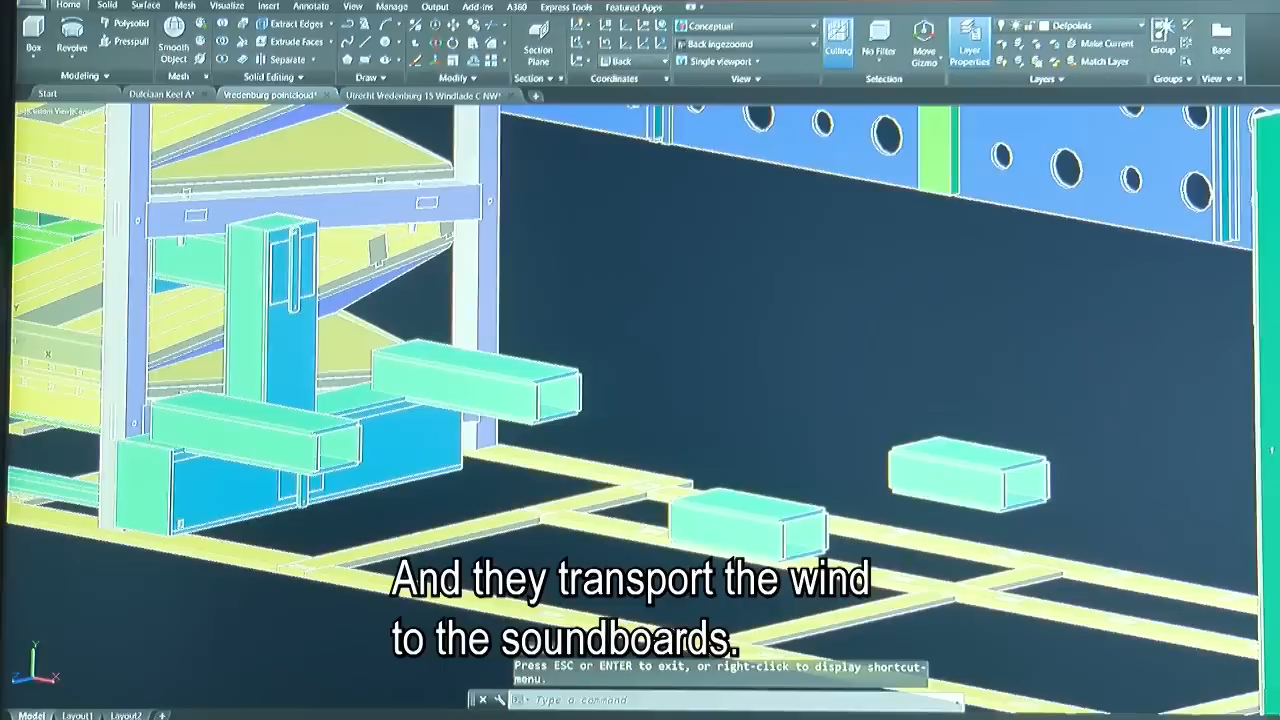 Home Solid Surface Mesh Visualize Insert Annotate View Manage Output Add-ins A360 Express Tools Featured Apps
Polysolid
Presspull
Box
Revolve
Smooth
Object
Extract Edges
Extrude Faces
Separate
Section
Plane
Back
Conceptual
Back ingezoomd
Single viewport
Culling
No Filter
Move
Gizmo
Layer
Properties
Defpoints
Make Current
Match Layer
Group
Base
Modeling
Mesh
Solid Editing
Draw
Modify
Section
Coordinates
View
Selection
Layers
Groups
View
Start
Dulciaan Keel A*
Vredenburg pointcloud*
Utrecht Vredenburg 15 Windlade C NW*
And they transport the wind
to the soundboards.
Press ESC or ENTER to exit, or right-click to display shortcut-
menu.
Type a command
Model Layout1 Layout2 +